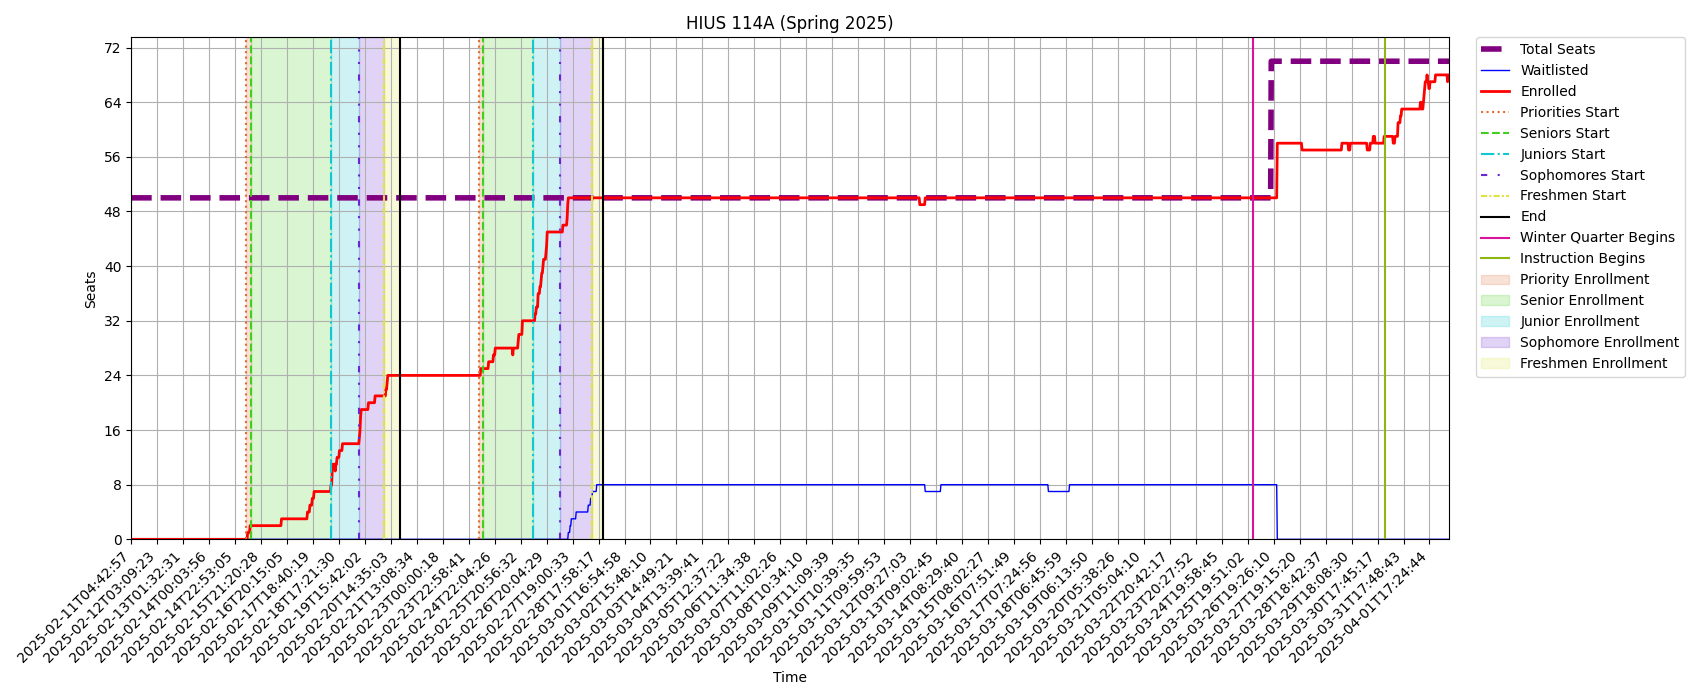 HIUS 114A (Spring 2025)
72
64
56
48
40
32
24
16
8
0
Seats
2025-02-11T04:42:57
2025-02-12T03:09:23
2025-02-13T01:32:31
2025-02-14T00:03:56
2025-02-14T22:53:05
2025-02-15T21:20:28
2025-02-16T20:15:05
2025-02-17T18:40:19
2025-02-18T17:21:30
2025-02-19T15:42:02
2025-02-20T14:35:03
2025-02-21T13:08:34
2025-02-23T00:00:18
2025-02-23T22:58:41
2025-02-24T22:04:26
2025-02-25T20:56:32
2025-02-26T20:04:29
2025-02-27T19:00:33
2025-02-28T17:58:17
2025-03-01T16:54:58
2025-03-02T15:48:10
2025-03-03T14:49:21
2025-03-04T13:39:41
2025-03-05T12:37:22
2025-03-06T11:34:38
2025-03-07T11:02:26
2025-03-08T10:34:10
2025-03-09T11:09:39
2025-03-10T10:39:35
2025-03-11T09:59:53
2025-03-12T09:27:03
2025-03-13T09:02:45
2025-03-14T08:29:40
2025-03-15T08:02:27
2025-03-16T07:51:49
2025-03-17T07:24:56
2025-03-18T06:45:59
2025-03-19T06:13:50
2025-03-20T05:38:26
2025-03-21T05:04:10
2025-03-22T20:42:17
2025-03-23T20:27:52
2025-03-24T19:58:45
2025-03-25T19:51:02
2025-03-26T19:26:10
2025-03-27T19:15:20
2025-03-28T18:42:37
2025-03-29T18:08:30
2025-03-30T17:45:17
2025-03-31T17:48:43
2025-04-01T17:24:44
Time
Total Seats
Waitlisted
Enrolled
Priorities Start
Seniors Start
Juniors Start
Sophomores Start
Freshmen Start
End
Winter Quarter Begins
Instruction Begins
Priority Enrollment
Senior Enrollment
Junior Enrollment
Sophomore Enrollment
Freshmen Enrollment